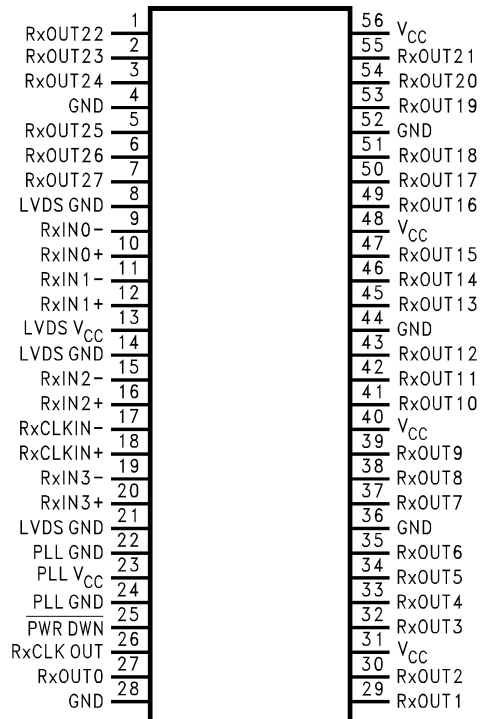 RxOUT22 1
RxOUT23 2
RxOUT24 3
GND 4
RxOUT25 5
RxOUT26 6
RxOUT27 7
LVDS GND 8
RxIN0- 9
RxIN0+ 10
RxIN1- 11
RxIN1+ 12
LVDS VCC 13
LVDS GND 14
RxIN2- 15
RxIN2+ 16
RxCLKIN- 17
RxCLKIN+ 18
RxIN3- 19
RxIN3+ 20
LVDS GND 21
PLL GND 22
PLL VCC 23
PLL GND 24
PWR DWN 25
RxCLK OUT 26
RxOUT0 27
GND 28
56 VCC
55 RxOUT21
54 RxOUT20
53 RxOUT19
52 GND
51 RxOUT18
50 RxOUT17
49 RxOUT16
48 VCC
47 RxOUT15
46 RxOUT14
45 RxOUT13
44 GND
43 RxOUT12
42 RxOUT11
41 RxOUT10
40 VCC
39 RxOUT9
38 RxOUT8
37 RxOUT7
36 GND
35 RxOUT6
34 RxOUT5
33 RxOUT4
32 RxOUT3
31 VCC
30 RxOUT2
29 RxOUT1